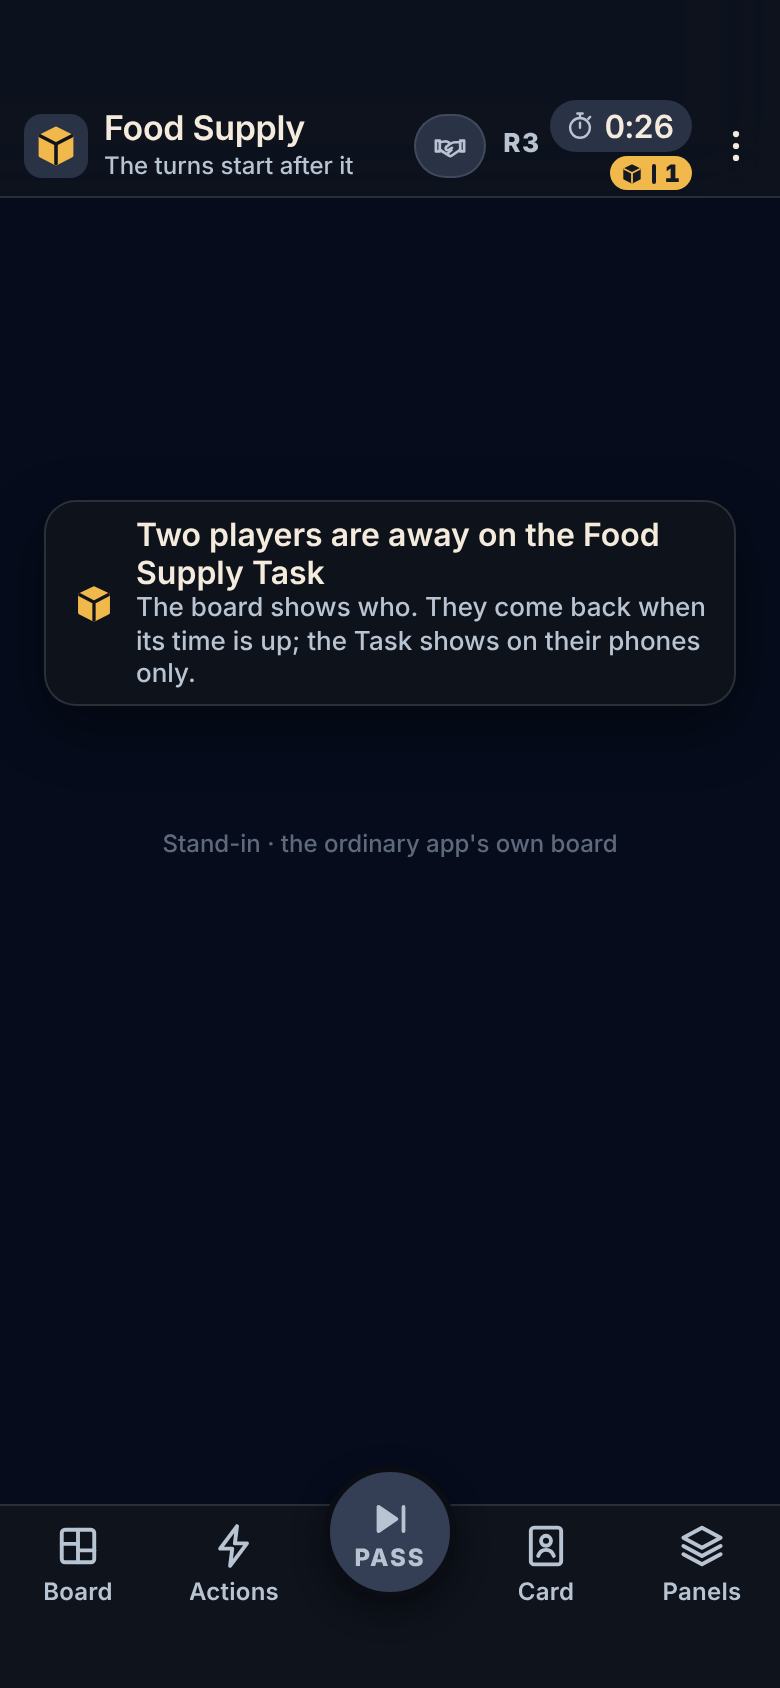 Food Supply
The turns start after it
R3
0:26
1
Two players are away on the Food
Supply Task
The board shows who. They come back when
its time is up; the Task shows on their phones
only.
Stand-in · the ordinary app's own board
PASS
Board
Actions
Card
Panels